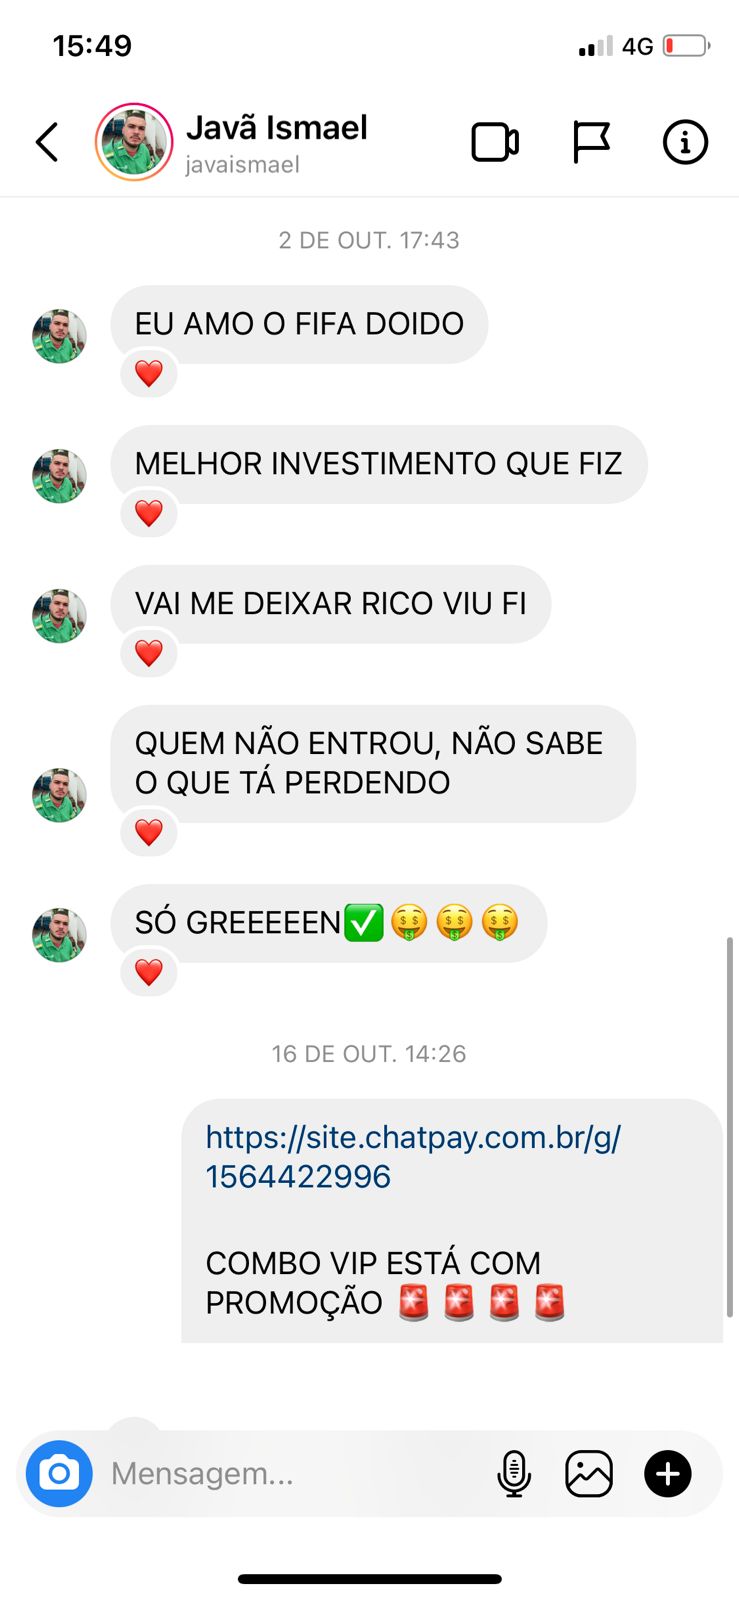 15:49
4G
Javã Ismael
javaismael
2 DE OUT. 17:43
EU AMO O FIFA DOIDO
MELHOR INVESTIMENTO QUE FIZ
VAI ME DEIXAR RICO VIU FI
QUEM NÃO ENTROU, NÃO SABE
O QUE TÁ PERDENDO
SÓ GREEEEEN✅🤑🤑🤑
16 DE OUT. 14:26
https://site.chatpay.com.br/g/
1564422996
COMBO VIP ESTÁ COM
PROMOÇÃO 🚨🚨🚨🚨
Mensagem...